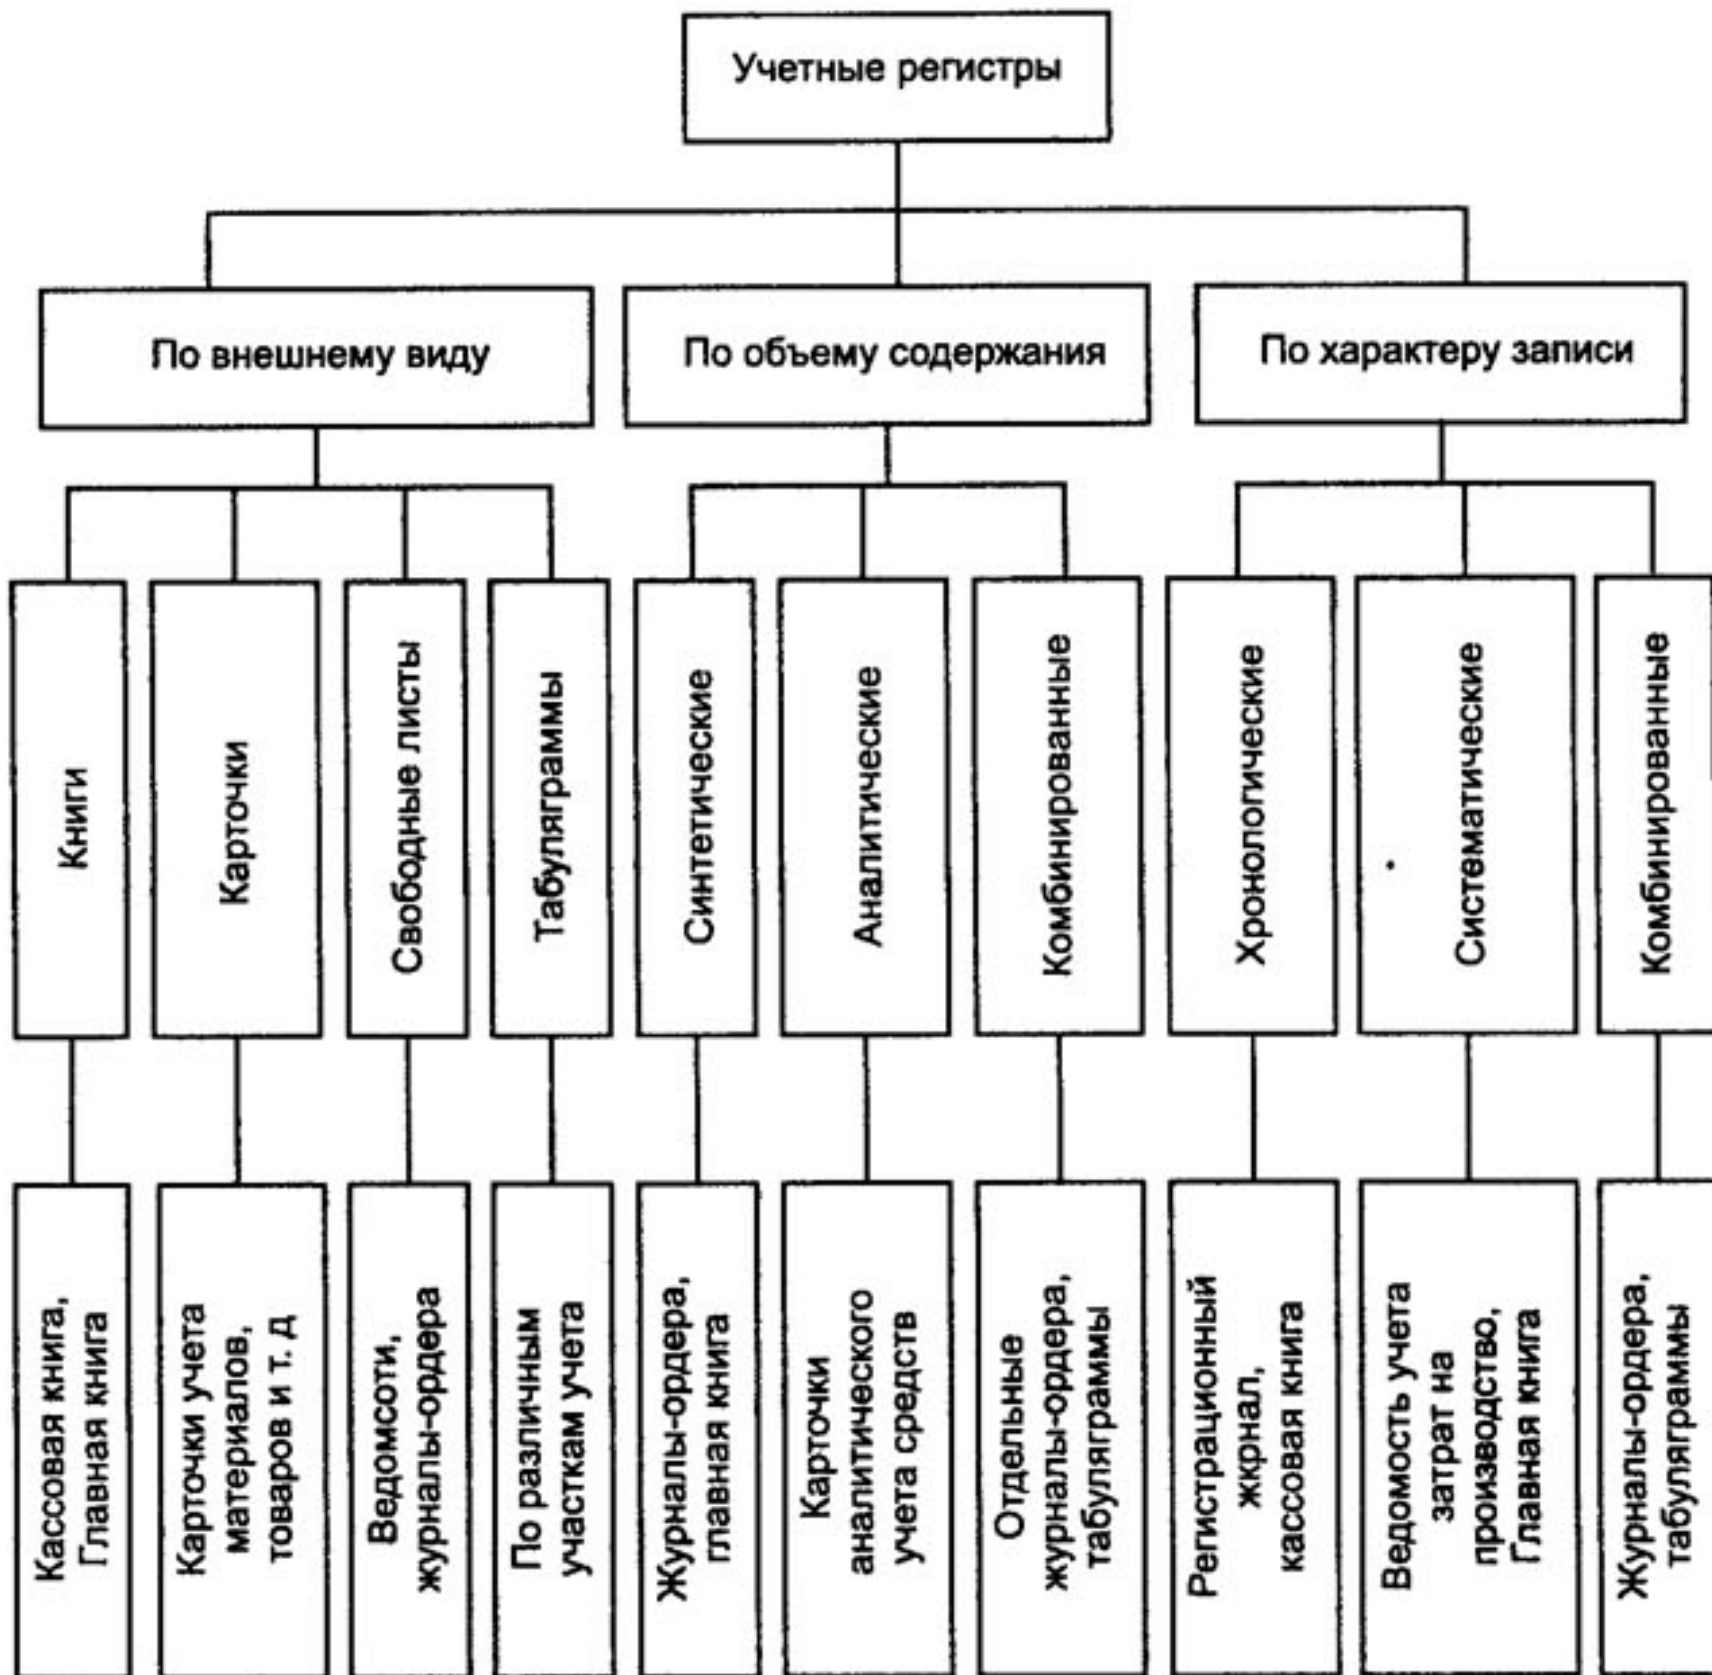 Учетные регистры
По внешнему виду
По объему содержания
По характеру записи
Книги
Карточки
Свободные листы
Табуляграммы
Синтетические
Аналитические
Комбинированные
Хронологические
Систематические
Комбинированные
Кассовая книга,
Главная книга
Карточки учета
материалов,
товаров и т. д
Ведомсоти,
журналы-ордера
По различным
участкам учета
Журналы-ордера,
главная книга
Карточки
аналитического
учета средств
Отдельные
журналы-ордера,
табуляграммы
Регистрационный
жкрнал,
кассовая книга
Ведомость учета
затрат на
производство,
Главная книга
Журналы-ордера,
табуляграммы